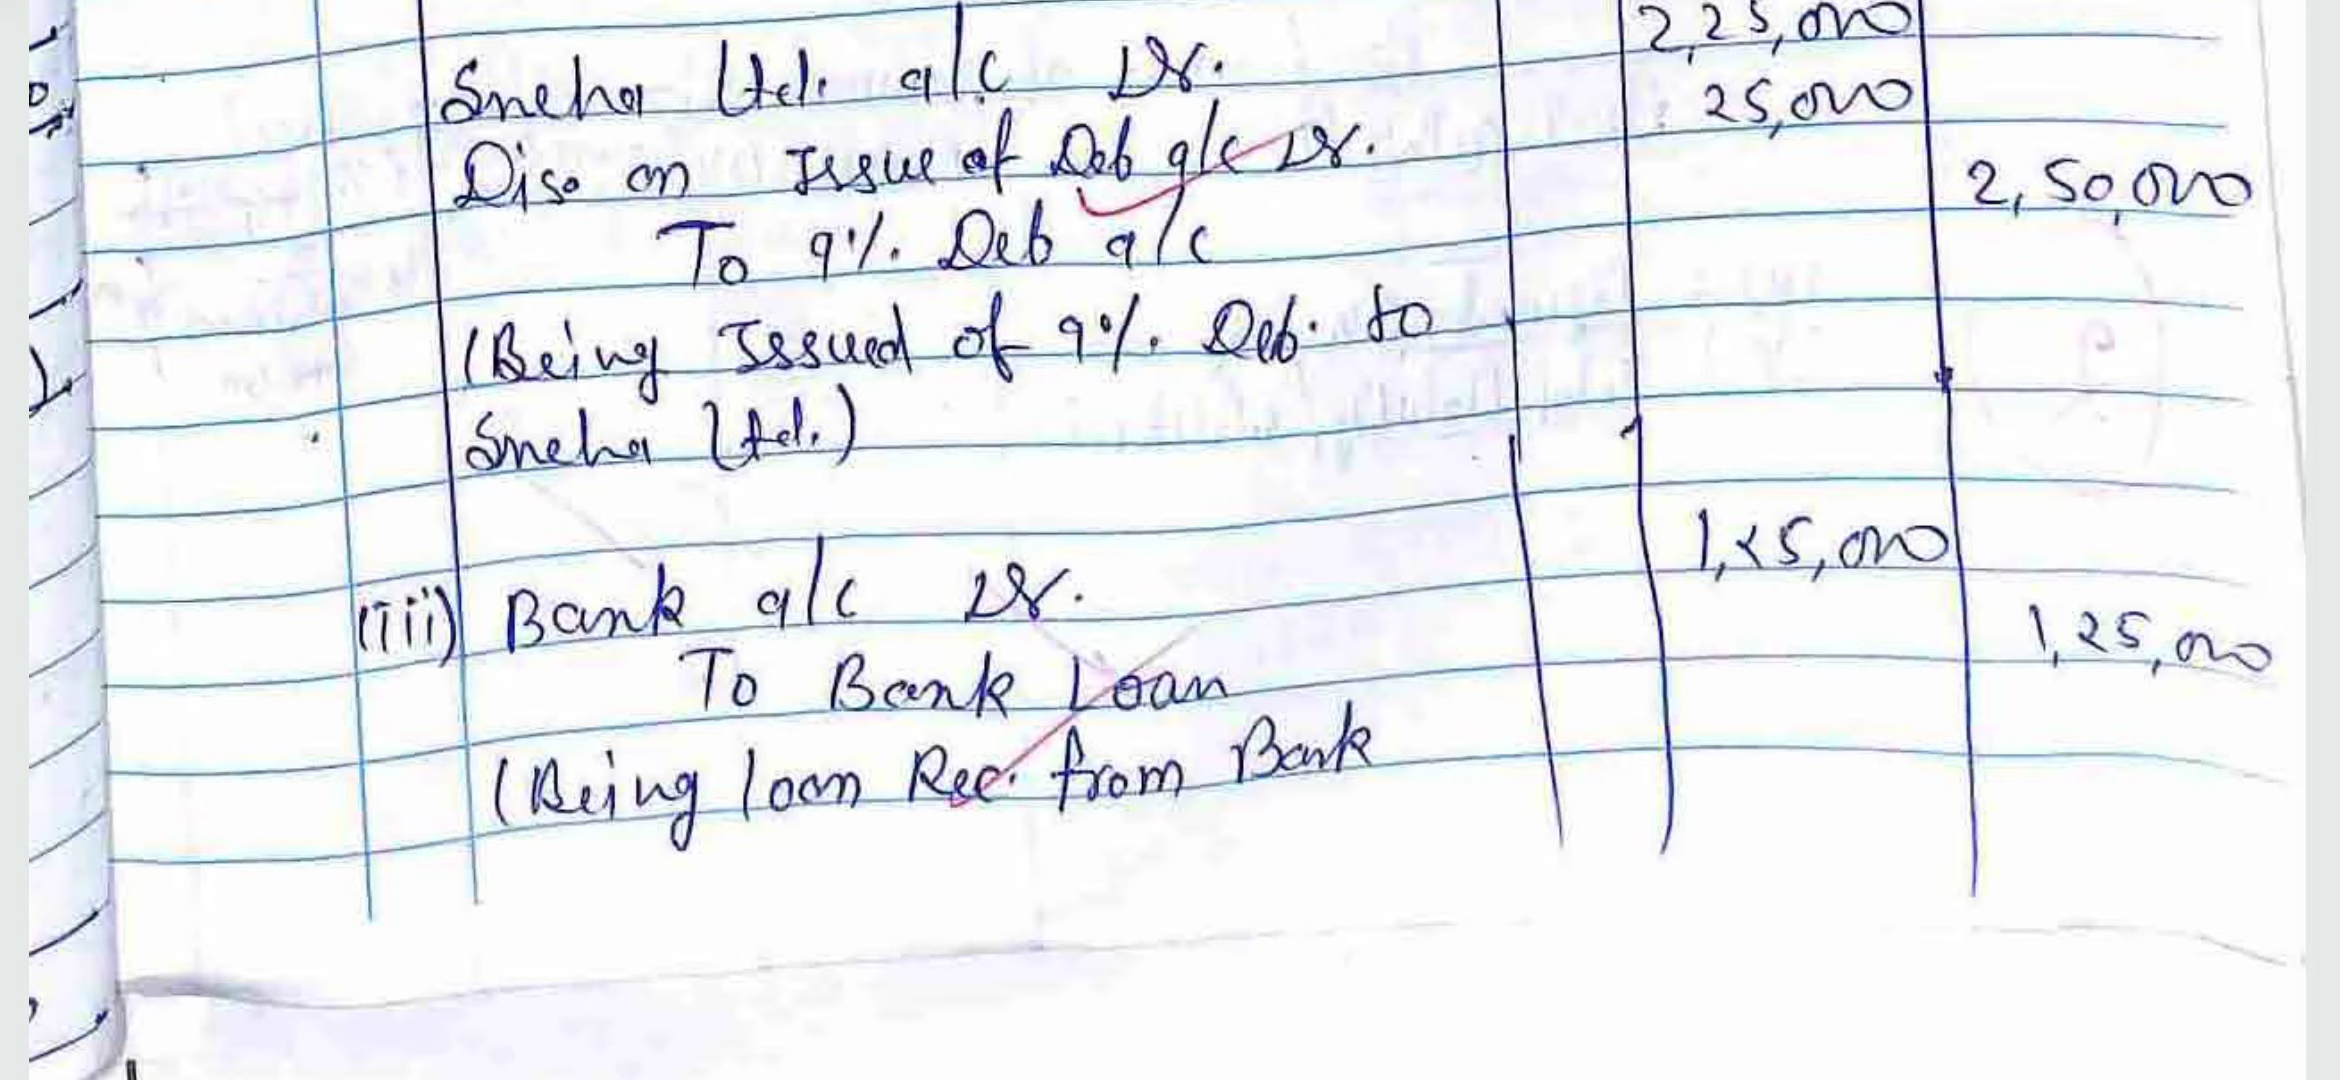 Sneha Ltd. a/c Dr. 2,25,000
Diso on Issue of Deb a/c Dr. 25,000
To 9%. Deb a/c 2,50,000
(Being Issued of 9%. Deb. to
Sneha Ltd.)
(iii) Bank a/c Dr. 1,25,000
To Bank Loan 1,25,000
(Being loan Rec. from Bank